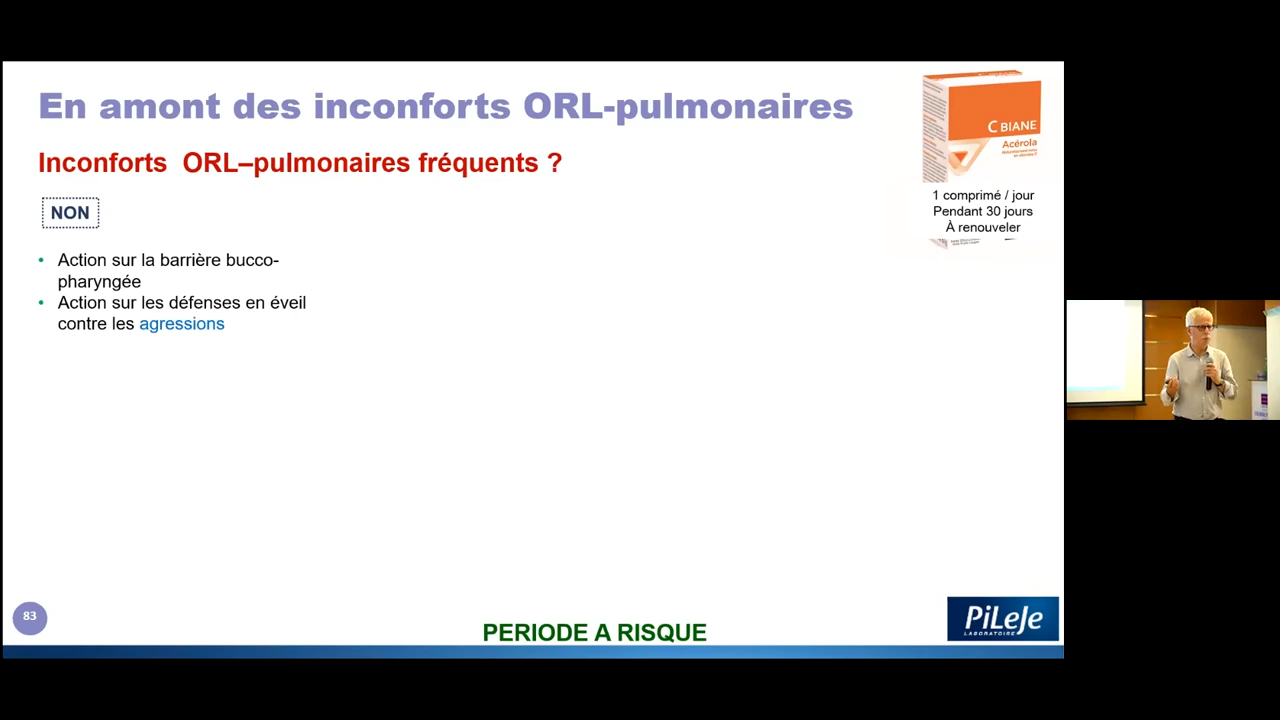 En amont des inconforts ORL-pulmonaires
Inconforts ORL–pulmonaires fréquents ?
NON
• Action sur la barrière bucco-
pharyngée
• Action sur les défenses en éveil
contre les agressions
C BIANE
Acérola
1 comprimé / jour
Pendant 30 jours
À renouveler
83
PERIODE A RISQUE
PiLeJe
LABORATOIRE